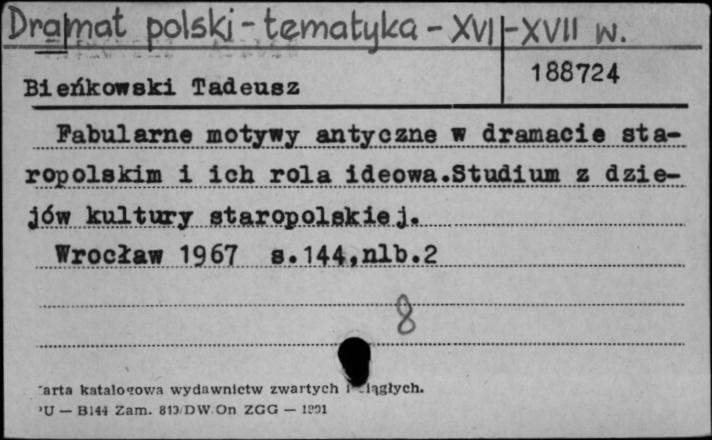 Dramat polski - tematyka - XVI-XVII w.
188724
Bieńkowski Tadeusz
Fabularne motywy antyczne w dramacie sta-
ropolskim i ich rola ideowa.Studium z dzie-
jów kultury staropolskiej.
Wrocław 1967 s.144,nlb.2
8
arta katalogowa wydawnictw zwartych i ciągłych.
PU — B144 Zam. 819/DW.On ZGG —